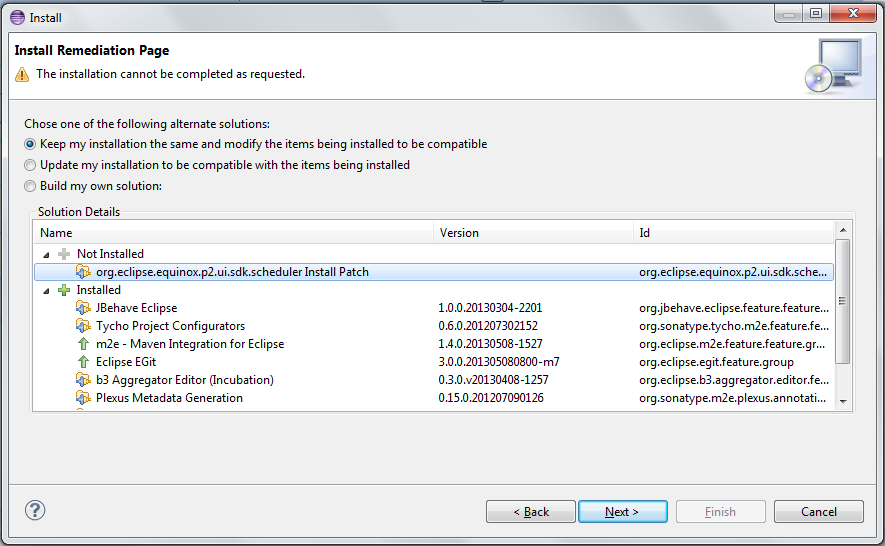 Install
Install Remediation Page
The installation cannot be completed as requested.
Chose one of the following alternate solutions:
Keep my installation the same and modify the items being installed to be compatible
Update my installation to be compatible with the items being installed
Build my own solution:
Solution Details
Name Version Id
Not Installed
org.eclipse.equinox.p2.ui.sdk.scheduler Install Patch org.eclipse.equinox.p2.ui.sdk.sche...
Installed
JBehave Eclipse 1.0.0.20130304-2201 org.jbehave.eclipse.feature.feature...
Tycho Project Configurators 0.6.0.201207302152 org.sonatype.tycho.m2e.feature.fe...
m2e - Maven Integration for Eclipse 1.4.0.20130508-1527 org.eclipse.m2e.feature.feature.gr...
Eclipse EGit 3.0.0.201305080800-m7 org.eclipse.egit.feature.group
b3 Aggregator Editor (Incubation) 0.3.0.v20130408-1257 org.eclipse.b3.aggregator.editor.fe...
Plexus Metadata Generation 0.15.0.201207090126 org.sonatype.m2e.plexus.annotati...
?
< Back Next > Finish Cancel